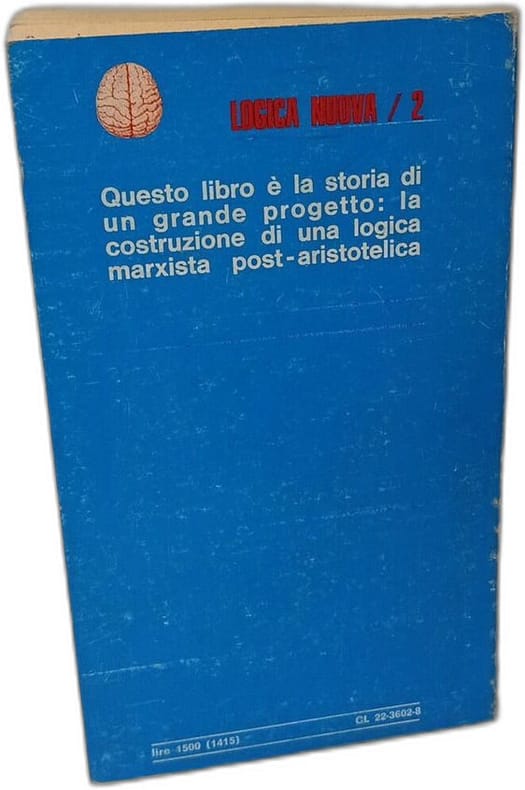 LOGICA NUOVA / 2
Questo libro è la storia di
un grande progetto: la
costruzione di una logica
marxista post-aristotelica
lire 1500 (1415)
CL 22-3602-8